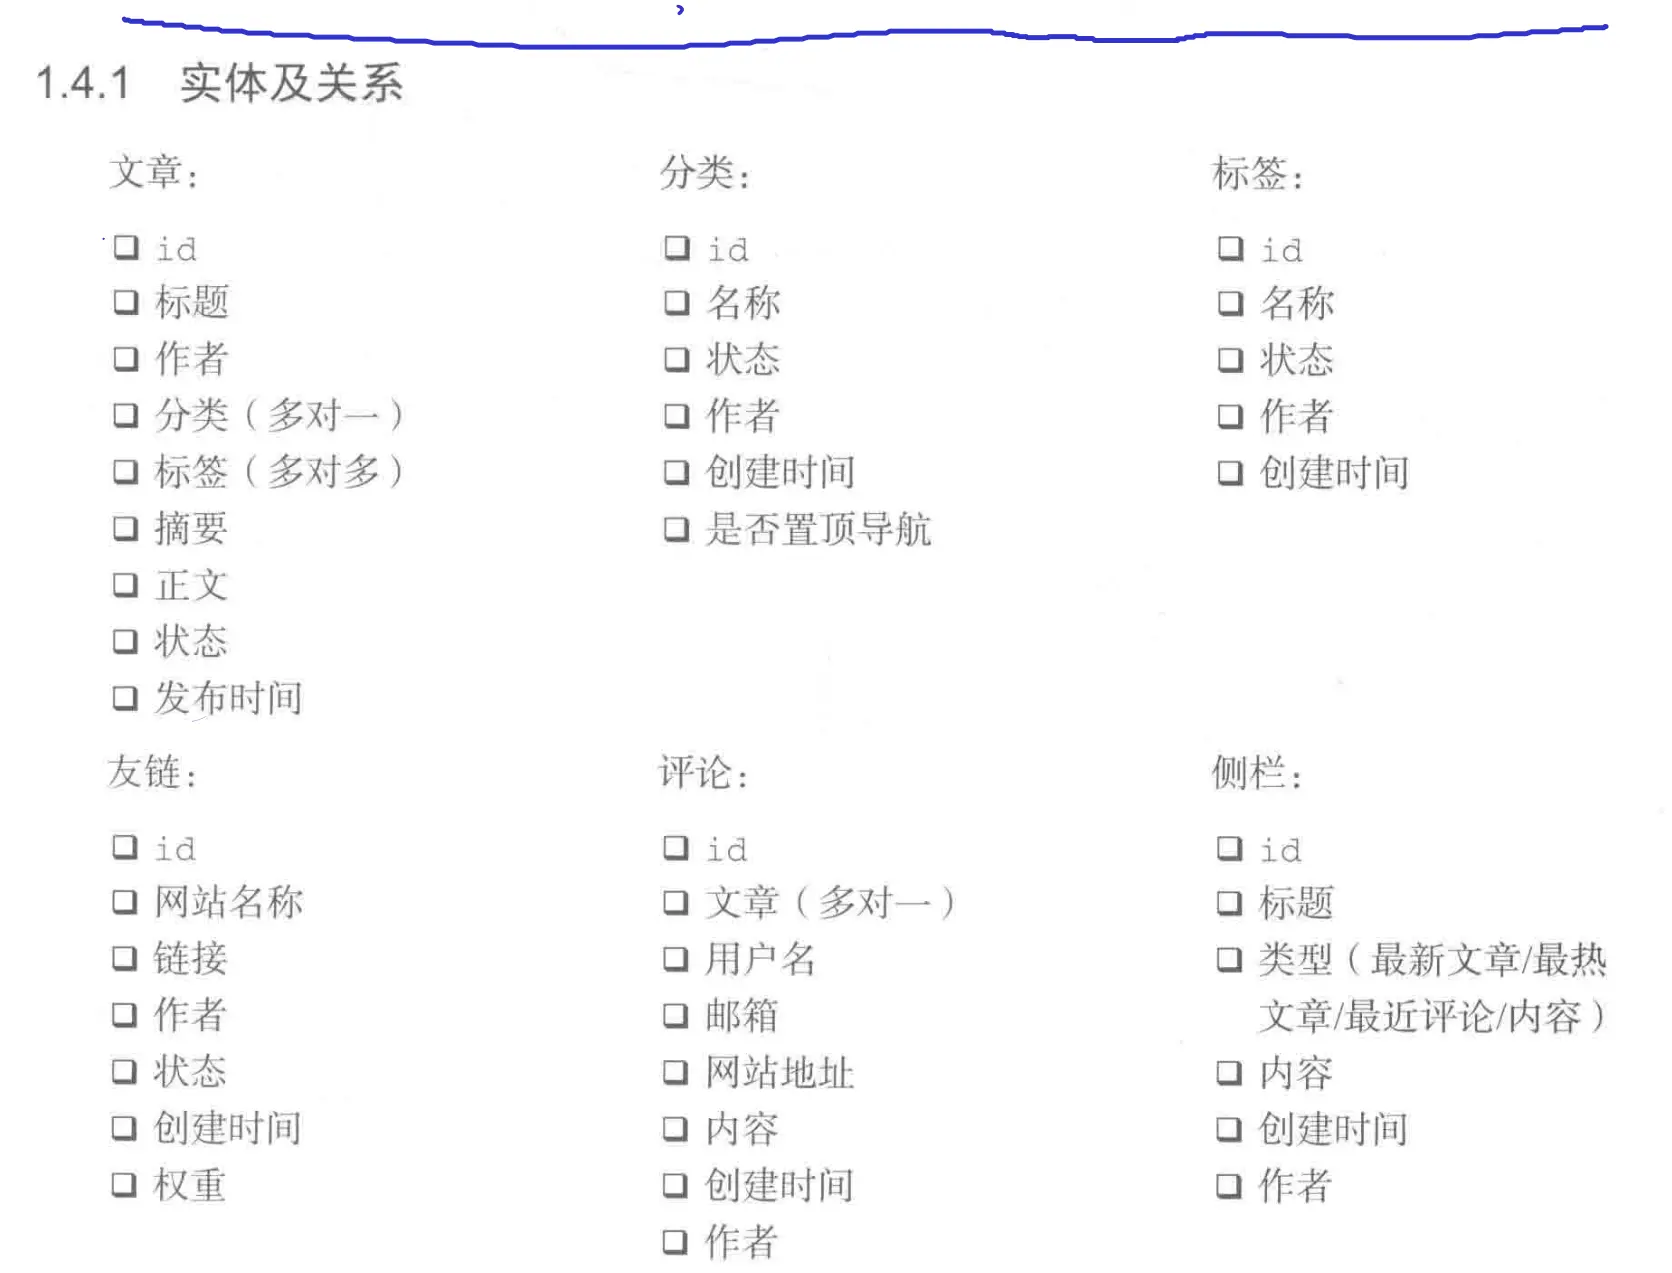 1.4.1 实体及关系
文章：
❑ id
❑ 标题
❑ 作者
❑ 分类（多对一）
❑ 标签（多对多）
❑ 摘要
❑ 正文
❑ 状态
❑ 发布时间
分类：
❑ id
❑ 名称
❑ 状态
❑ 作者
❑ 创建时间
❑ 是否置顶导航
标签：
❑ id
❑ 名称
❑ 状态
❑ 作者
❑ 创建时间
友链：
❑ id
❑ 网站名称
❑ 链接
❑ 作者
❑ 状态
❑ 创建时间
❑ 权重
评论：
❑ id
❑ 文章（多对一）
❑ 用户名
❑ 邮箱
❑ 网站地址
❑ 内容
❑ 创建时间
❑ 作者
侧栏：
❑ id
❑ 标题
❑ 类型（最新文章/最热
文章/最近评论/内容）
❑ 内容
❑ 创建时间
❑ 作者